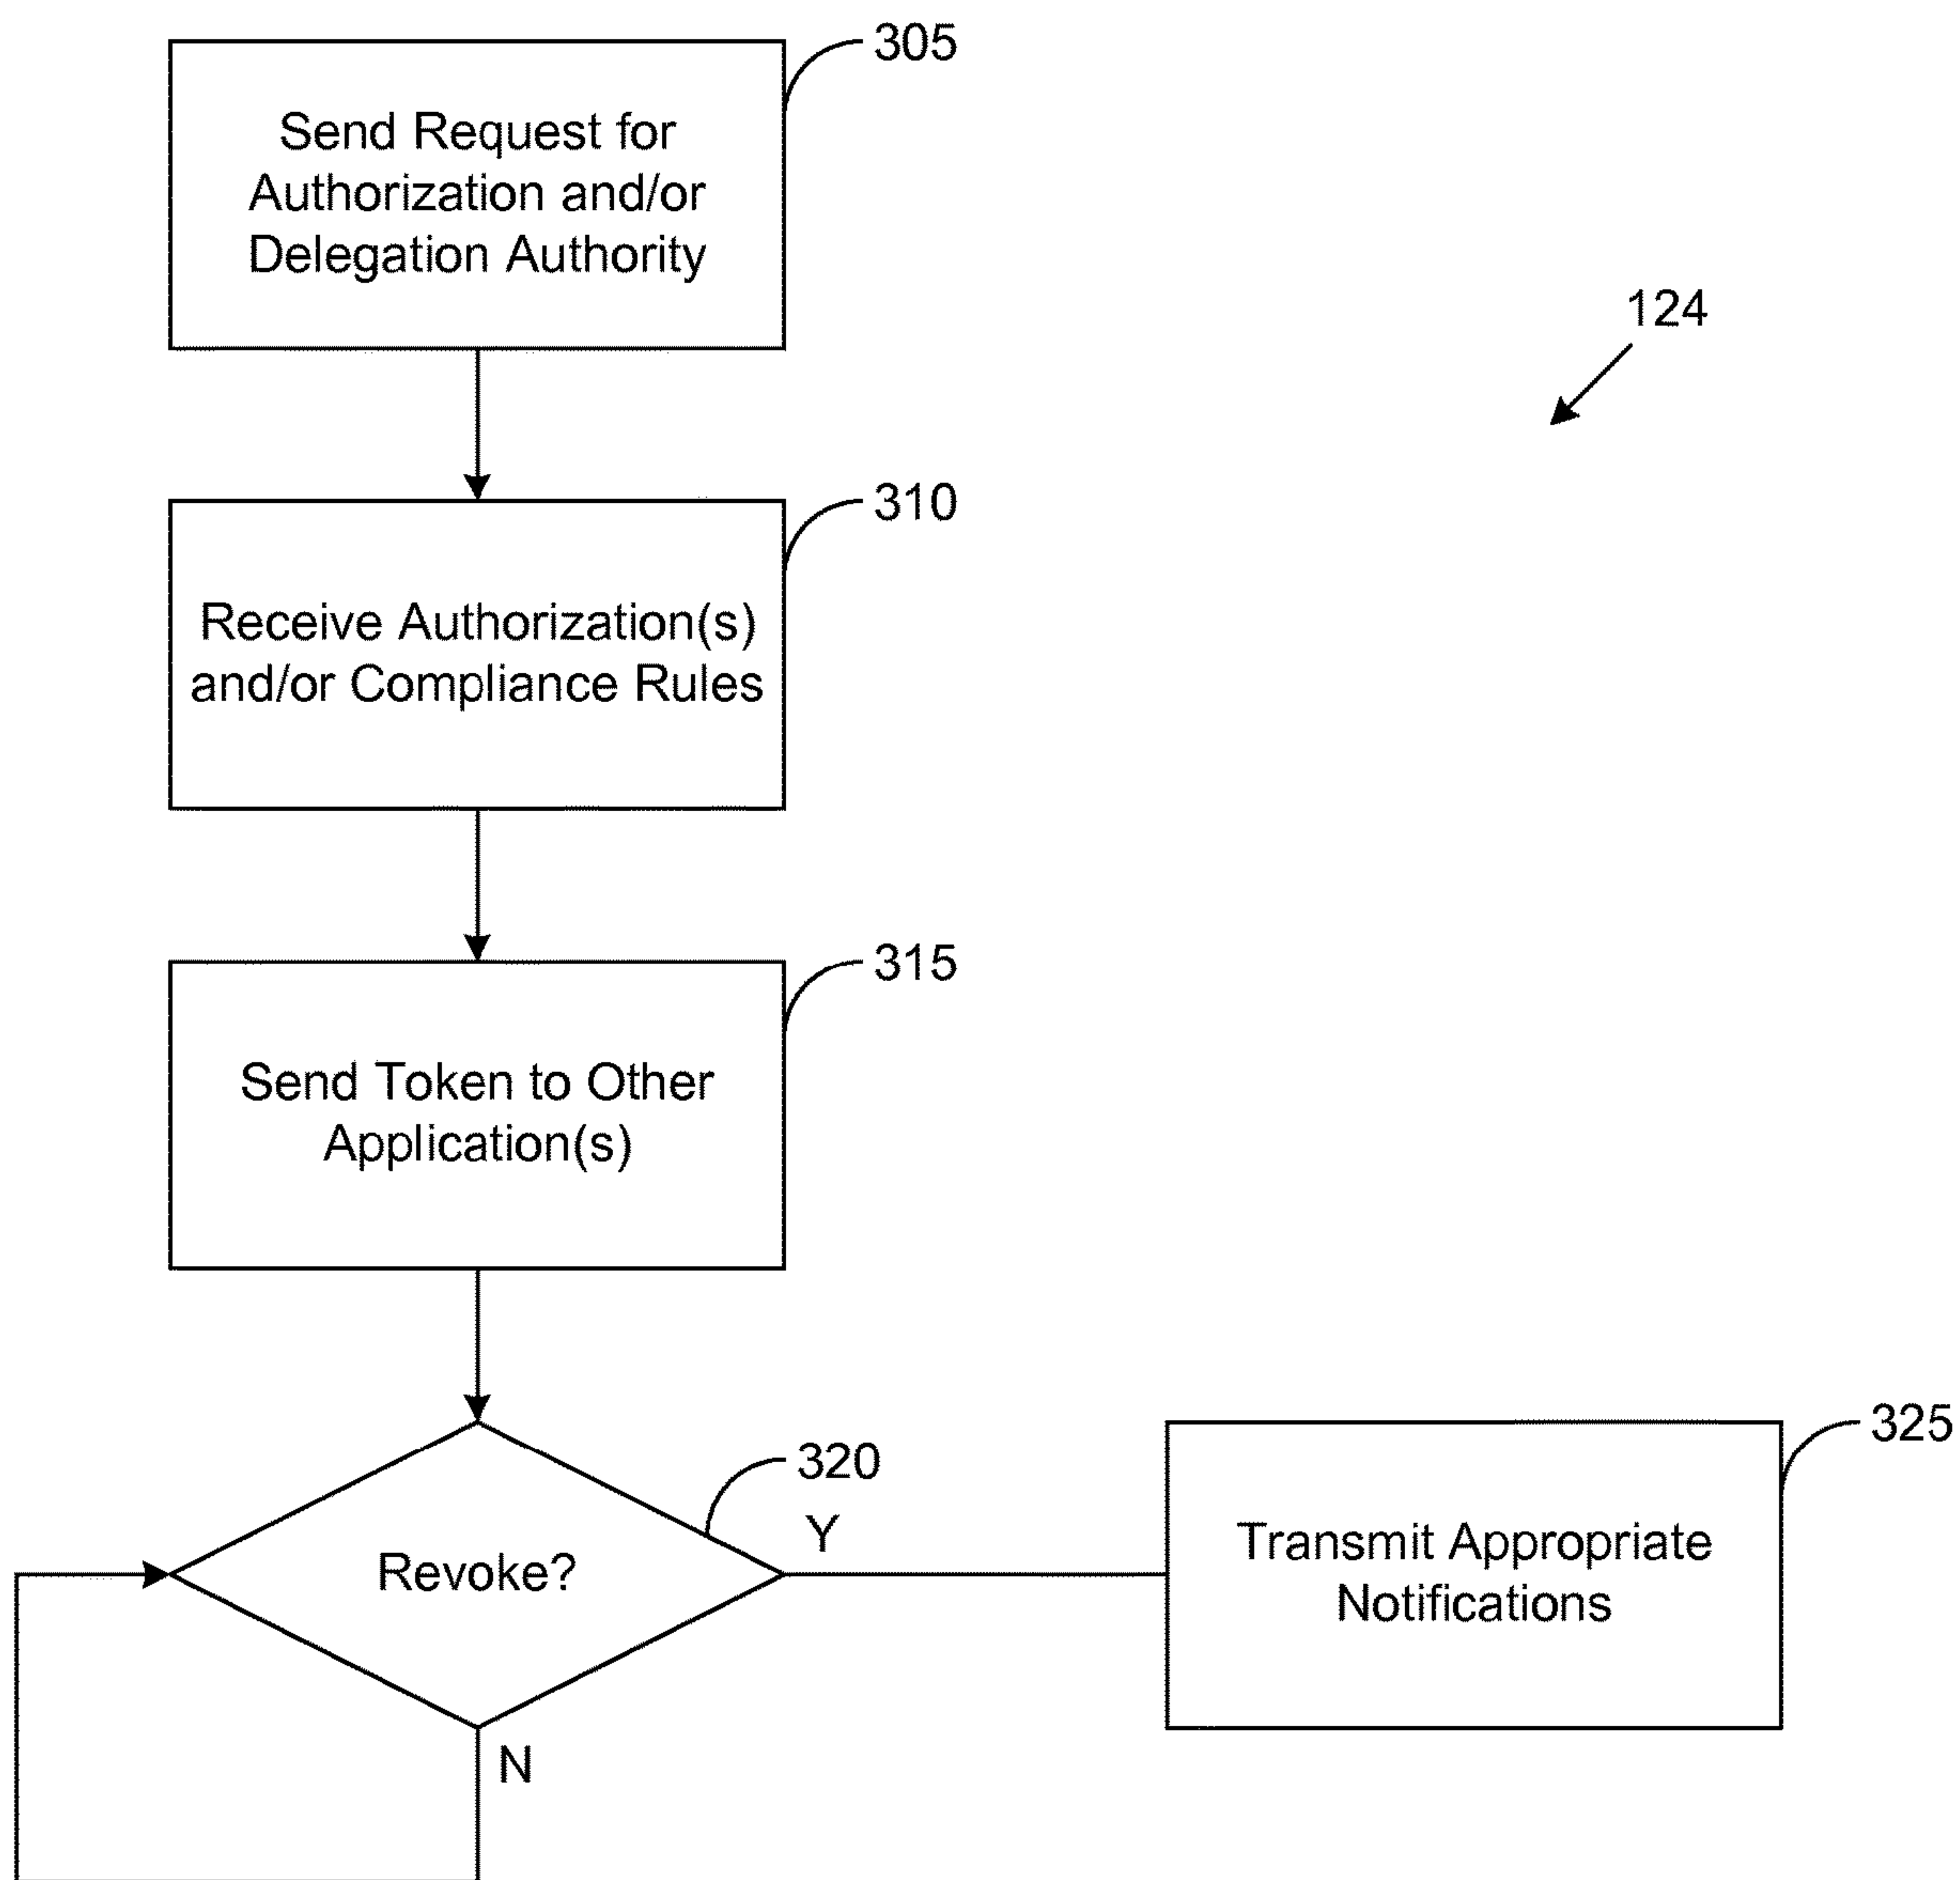 305
Send Request for
Authorization and/or
Delegation Authority
124
310
Receive Authorization(s)
and/or Compliance Rules
315
Send Token to Other
Application(s)
320
Y
Revoke?
N
325
Transmit Appropriate
Notifications